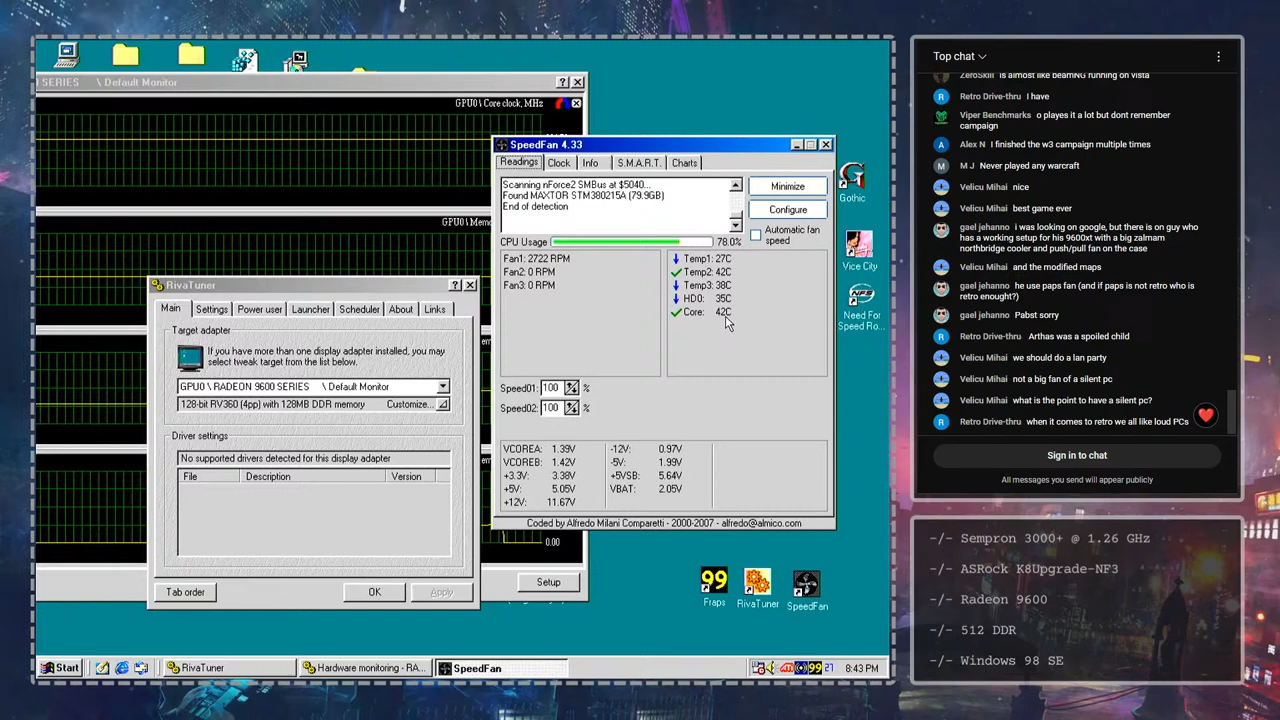 SERIES \ Default Monitor
GPU0 \ Core clock, MHz
0.00
Setup
SpeedFan 4.33
Readings
Clock
Info
S.M.A.R.T.
Charts
Scanning nForce2 SMBus at $5040...
Found MAXTOR STM380215A (79.9GB)
End of detection
Minimize
Configure
Automatic fan
speed
CPU Usage
78.0%
Fan1: 2722 RPM
Fan2: 0 RPM
Fan3: 0 RPM
Temp1: 27C
Temp2: 42C
Temp3: 38C
HD0: 35C
Core: 42C
Speed01: 100 %
Speed02: 100 %
VCOREA: 1.39V
VCOREB: 1.42V
+3.3V: 3.38V
+5V: 5.05V
+12V: 11.67V
-12V: 0.97V
-5V: 1.99V
+5VSB: 5.64V
VBAT: 2.05V
Coded by Alfredo Milani Comparetti - 2000-2007 - alfredo@almico.com
RivaTuner
Main
Settings
Power user
Launcher
Scheduler
About
Links
Target adapter
If you have more than one display adapter installed, you may
select tweak target from the list below.
GPU0 \ RADEON 9600 SERIES \ Default Monitor
128-bit RV360 (4pp) with 128MB DDR memory Customize...
Driver settings
No supported drivers detected for this display adapter
File
Description
Version
Tab order
OK
Apply
Gothic
Vice City
Need For
Speed Ro...
99
Fraps
RivaTuner
SpeedFan
Start
RivaTuner
Hardware monitoring - RA...
SpeedFan
99
27
8:43 PM
Top chat
ZeroSkill is almost like beamNG running on vista
Retro Drive-thru I have
Viper Benchmarks o playes it a lot but dont remember
campaign
Alex N I finished the w3 campaign multiple times
M J Never played any warcraft
Velicu Mihai nice
Velicu Mihai best game ever
gael jehanno i was looking on google, but there is on guy who
has a working setup for his 9600xt with a big zalmam
northbridge cooler and push/pull fan on the case
Velicu Mihai and the modified maps
gael jehanno he use paps fan (and if paps is not retro who is
retro enought?)
gael jehanno Pabst sorry
Retro Drive-thru Arthas was a spoiled child
Velicu Mihai we should do a lan party
Velicu Mihai not a big fan of a silent pc
Velicu Mihai what is the point to have a silent pc?
Retro Drive-thru when it comes to retro we all like loud PCs
Sign in to chat
All messages you send will appear publicly
-/- Sempron 3000+ @ 1.26 GHz
-/- ASRock K8Upgrade-NF3
-/- Radeon 9600
-/- 512 DDR
-/- Windows 98 SE